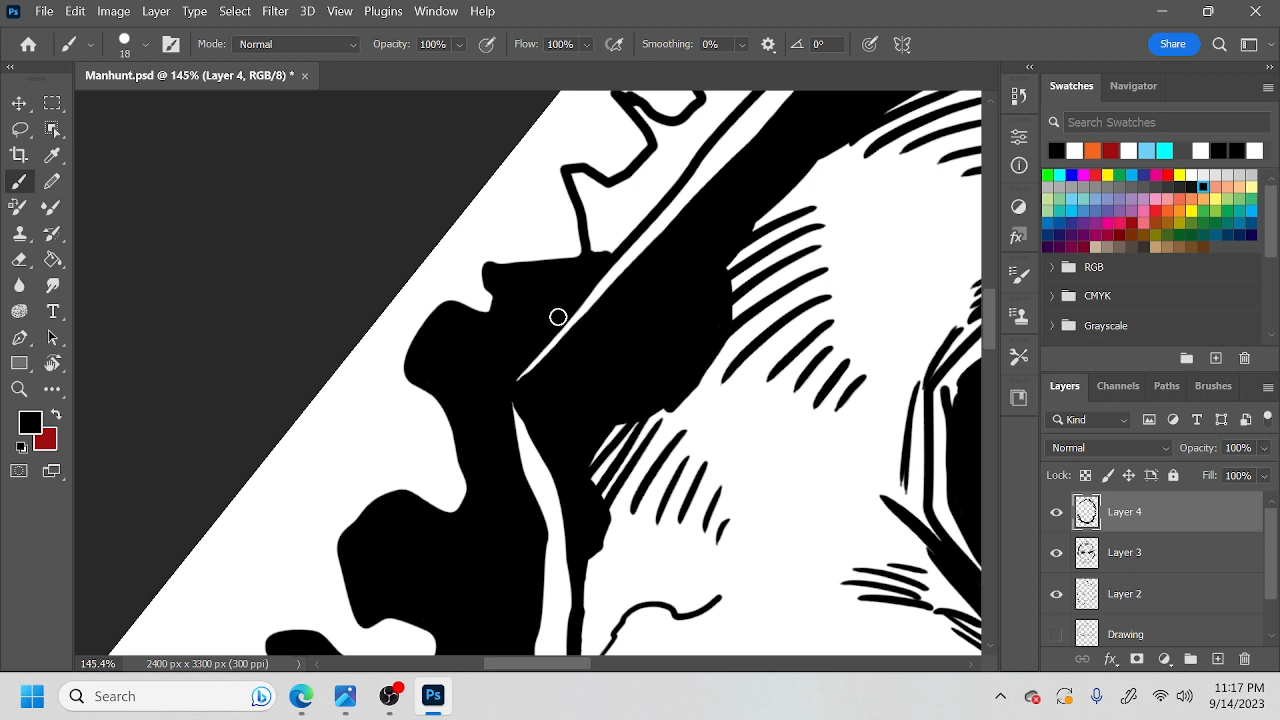 Ps File Edit Image Layer Type Select Filter 3D View Plugins Window Help
18 Mode: Normal Opacity: 100% Flow: 100% Smoothing: 0% 0° Share
Manhunt.psd @ 145% (Layer 4, RGB/8) * ×
Swatches Navigator
Search Swatches
RGB
CMYK
Grayscale
Layers Channels Paths Brushes
Kind
Normal Opacity: 100%
Lock: Fill: 100%
Layer 4
Layer 3
Layer 2
Drawing
145.4% 2400 px x 3300 px (300 ppi)
Search Ps 11:17 PM
9/14/2023